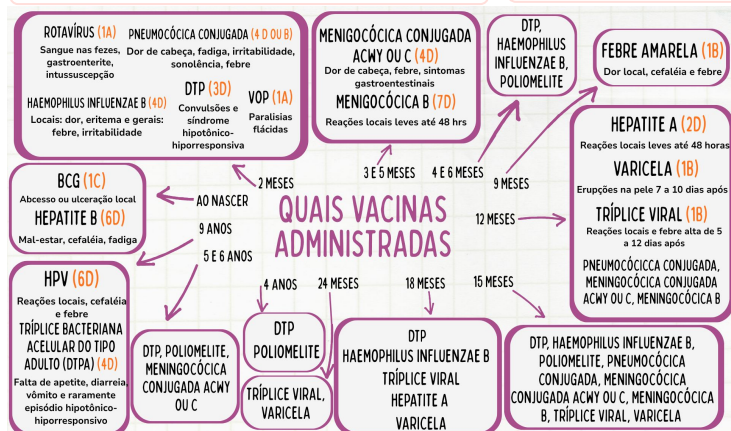 ROTAVÍRUS (1A)
Sangue nas fezes,
gastroenterite,
intussuscepção
PNEUMOCÓCICA CONJUGADA (4 D OU B)
Dor de cabeça, fadiga, irritabilidade,
sonolência, febre
HAEMOPHILUS INFLUENZAE B (4D)
Locais: dor, eritema e gerais:
febre, irritabilidade
DTP (3D)
Convulsões e
síndrome
hipotônico-
hiporresponsiva
VOP (1A)
Paralisias
flácidas
MENIGOCÓCICA CONJUGADA
ACWY OU C (4D)
Dor de cabeça, febre, sintomas
gastroentestinais
MENIGOCÓCICA B (7D)
Reações locais leves até 48 hrs
DTP,
HAEMOPHILUS
INFLUENZAE B,
POLIOMELITE
FEBRE AMARELA (1B)
Dor local, cefaléia e febre
HEPATITE A (2D)
Reações locais leves até 48 horas
VARICELA (1B)
Erupções na pele 7 a 10 dias após
TRÍPLICE VIRAL (1B)
Reações locais e febre alta de 5
a 12 dias após
PNEUMOCÓCICCA CONJUGADA,
MENIGOCÓCICA CONJUGADA
ACWY OU C, MENINGOCÓCICA B
BCG (1C)
Abcesso ou ulceração local
HEPATITE B (6D)
Mal-estar, cefaléia, fadiga
AO NASCER
2 MESES
3 E 5 MESES
4 E 6 MESES
9 MESES
12 MESES
QUAIS VACINAS
ADMINISTRADAS
9 ANOS
5 E 6 ANOS
4 ANOS
24 MESES
18 MESES
15 MESES
HPV (6D)
Reações locais, cefaléia
e febre
TRÍPLICE BACTERIANA
ACELULAR DO TIPO
ADULTO (DTPA) (4D)
Falta de apetite, diarreia,
vômito e raramente
episódio hipotônico-
hiporresponsivo
DTP, POLIOMELITE,
MENINGOCÓCICA
CONJUGADA ACWY
OU C
DTP
POLIOMELITE
TRÍPLICE VIRAL,
VARICELA
DTP
HAEMOPHILUS INFLUENZAE B
TRÍPLICE VIRAL
HEPATITE A
VARICELA
DTP, HAEMOPHILUS INFLUENZAE B,
POLIOMELITE, PNEUMOCÓCICA
CONJUGADA, MENINGOCÓCICA
CONJUGADA ACWY OU C, MENINGOCÓCICA
B, TRÍPLICE VIRAL, VARICELA